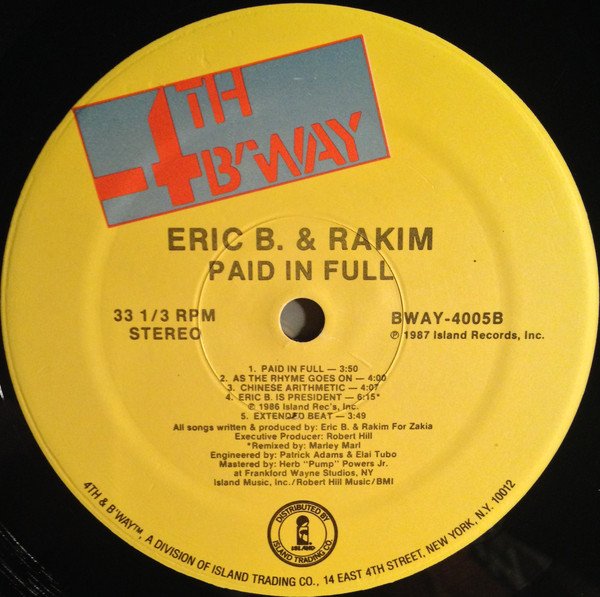 4TH
B'WAY
ERIC B. & RAKIM
PAID IN FULL
33 1/3 RPM
STEREO
BWAY-4005B
℗ 1987 Island Records, Inc.
1. PAID IN FULL — 3:50
2. AS THE RHYME GOES ON — 4:00
3. CHINESE ARITHMETIC — 4:07
4. ERIC B. IS PRESIDENT — 6:15*
℗ 1986 Island Rec's, Inc.
5. EXTENDED BEAT — 3:49
All songs written & produced by: Eric B. & Rakim For Zakia
Executive Producer: Robert Hill
*Remixed by: Marley Marl
Engineered by: Patrick Adams & Elai Tubo
Mastered by: Herb "Pump" Powers Jr.
at Frankford Wayne Studios, NY
Island Music, Inc./Robert Hill Music/BMI
DISTRIBUTED BY
ISLAND
ISLAND TRADING CO.
4TH & B'WAY™, A DIVISION OF ISLAND TRADING CO., 14 EAST 4TH STREET, NEW YORK, N.Y. 10012